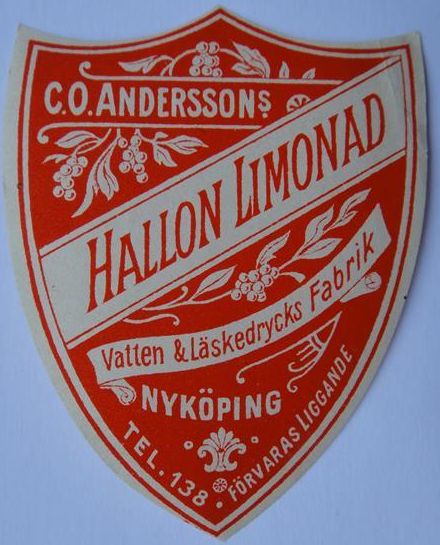 C.O. ANDERSSONS
HALLON LIMONAD
Vatten & Läskedrycks Fabrik
NYKÖPING
TEL. 138 · FÖRVARAS LIGGANDE